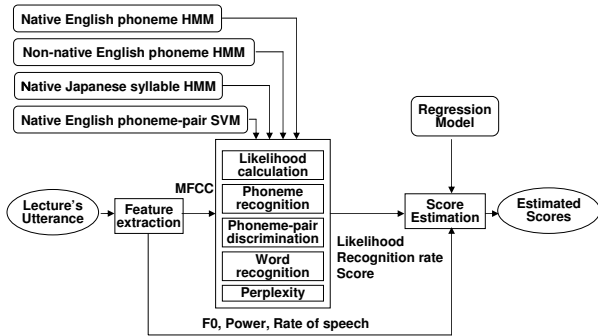 Native English phoneme HMM
Non-native English phoneme HMM
Native Japanese syllable HMM
Native English phoneme-pair SVM
Regression
Model
Likelihood
calculation
MFCC
Phoneme
recognition
Lecture's
Utterance
Feature
extraction
Phoneme-pair
discrimination
Score
Estimation
Estimated
Scores
Likelihood
Recognition rate
Score
Word
recognition
Perplexity
F0, Power, Rate of speech